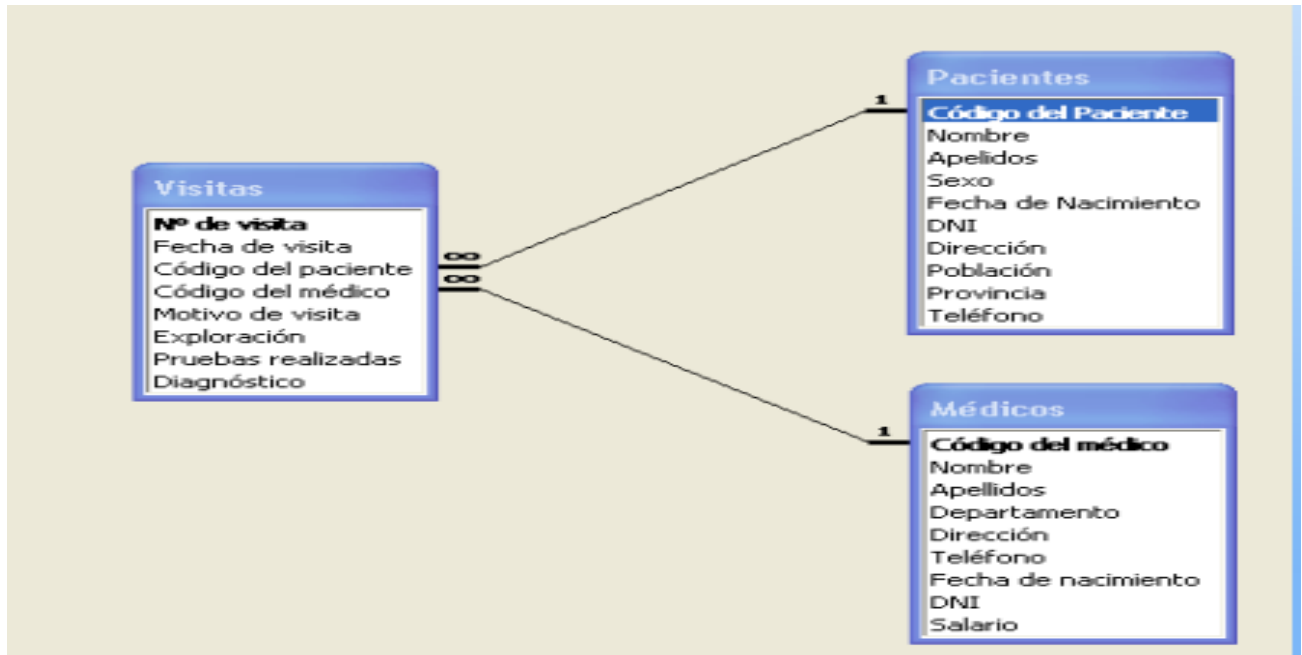 Visitas
Nº de visita
Fecha de visita
Código del paciente
Código del médico
Motivo de visita
Exploración
Pruebas realizadas
Diagnóstico
∞
∞
1
Pacientes
Código del Paciente
Nombre
Apelidos
Sexo
Fecha de Nacimiento
DNI
Dirección
Población
Provincia
Teléfono
1
Médicos
Código del médico
Nombre
Apellidos
Departamento
Dirección
Teléfono
Fecha de nacimiento
DNI
Salario